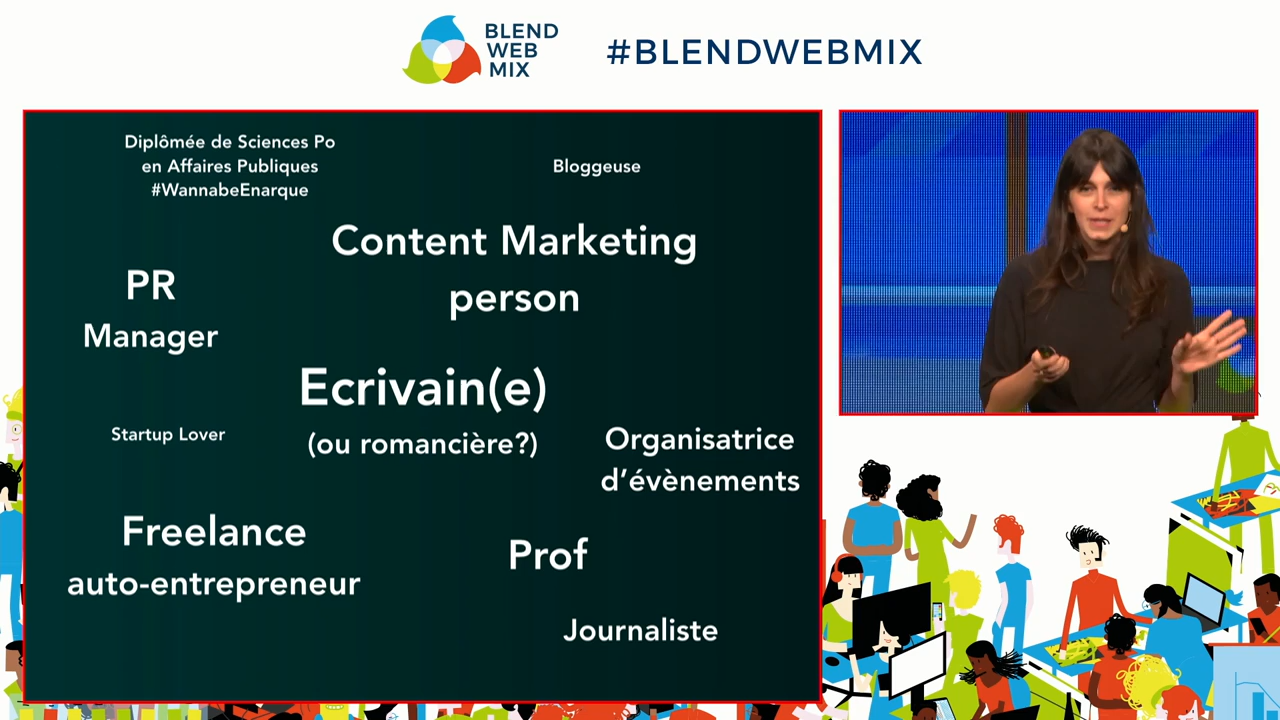 BLEND
WEB
MIX
#BLENDWEBMIX
Diplômée de Sciences Po
en Affaires Publiques
#WannabeEnarque
Bloggeuse
Content Marketing
person
PR
Manager
Ecrivain(e)
(ou romancière?)
Startup Lover
Organisatrice
d’évènements
Freelance
auto-entrepreneur
Prof
Journaliste